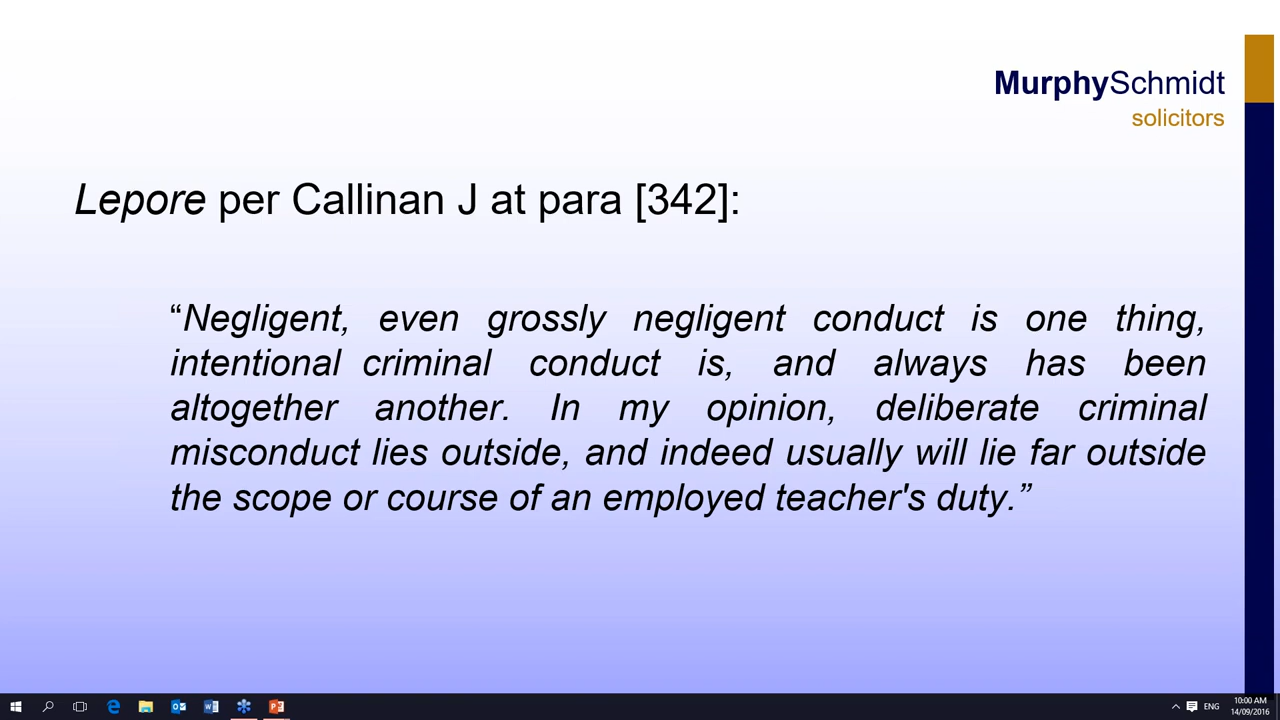 MurphySchmidt
solicitors
Lepore per Callinan J at para [342]:
“Negligent, even grossly negligent conduct is one thing,
intentional criminal conduct is, and always has been
altogether another. In my opinion, deliberate criminal
misconduct lies outside, and indeed usually will lie far outside
the scope or course of an employed teacher's duty.”
ENG
10:00 AM
14/09/2016